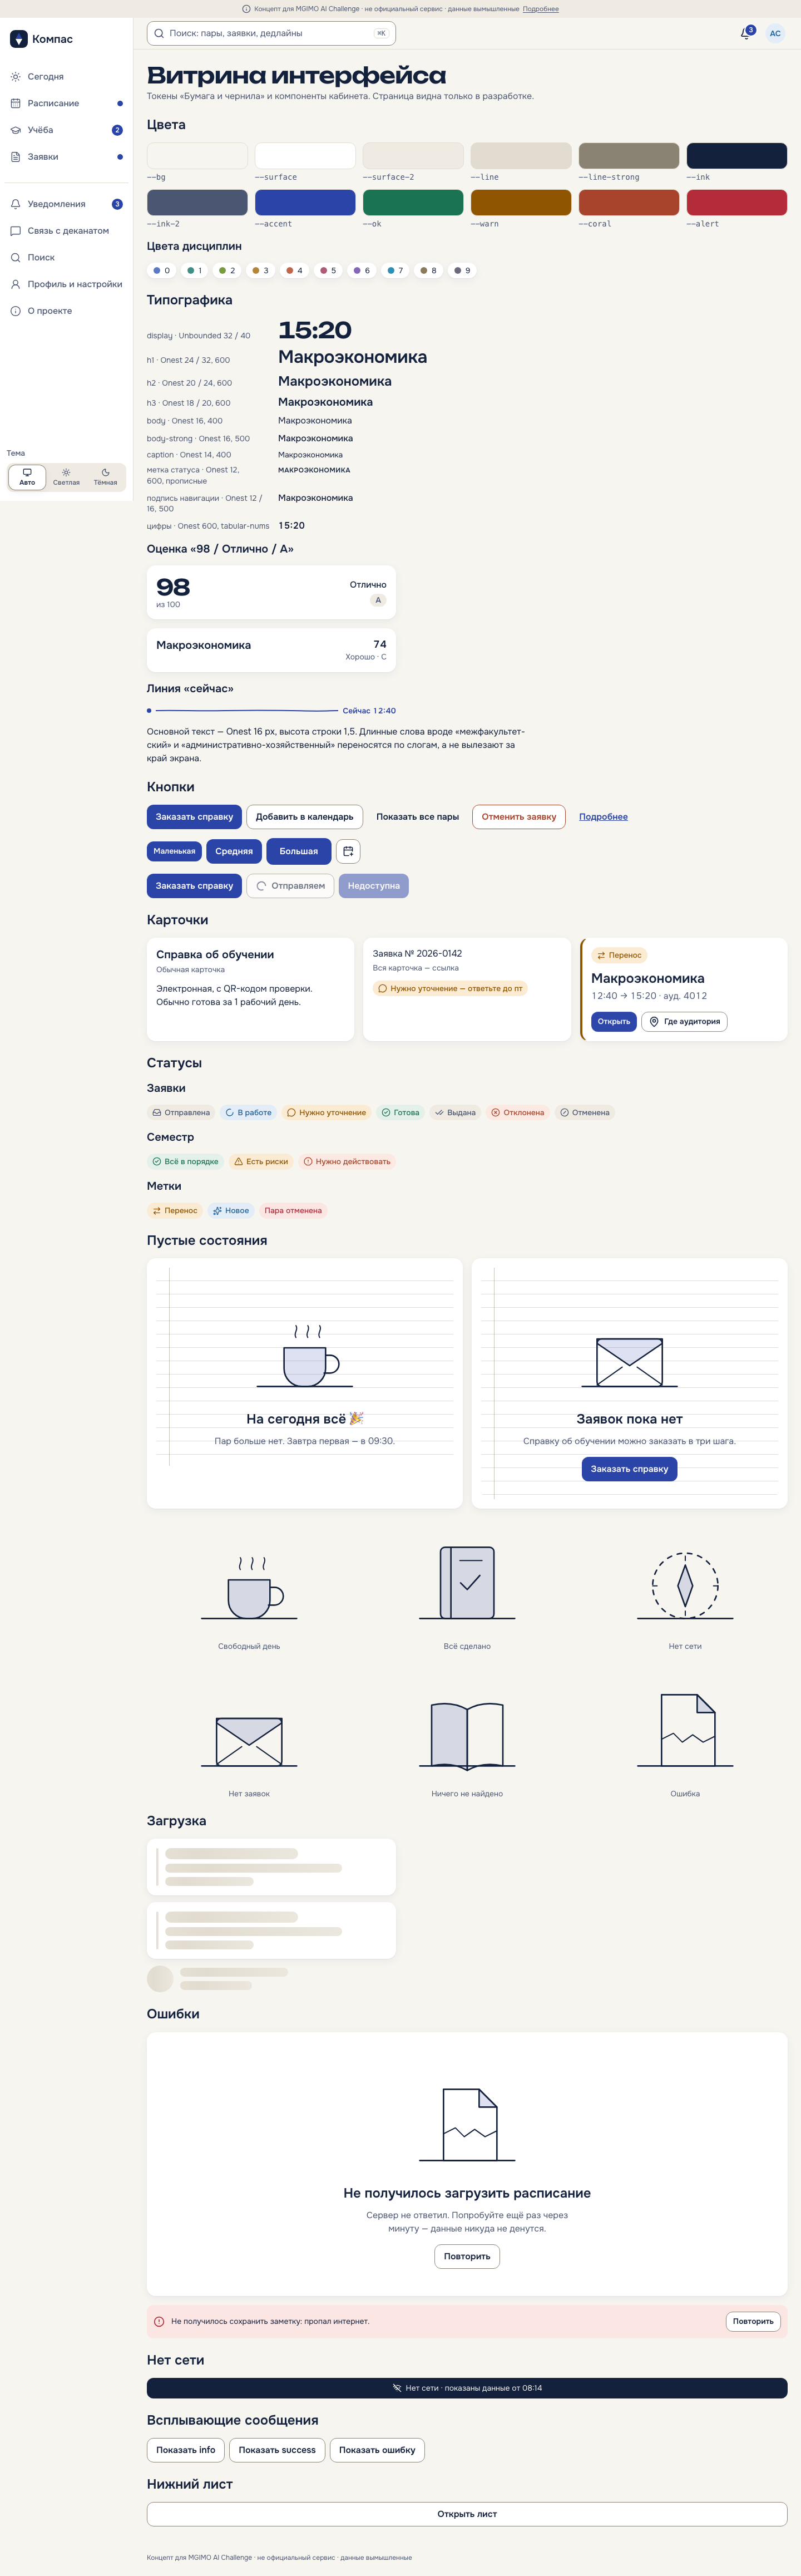 Концепт для MGIMO AI Challenge · не официальный сервис · данные вымышленные Подробнее
Компас
Поиск: пары, заявки, дедлайны
⌘K
3
АС
Сегодня
Расписание
Учёба
2
Заявки
Уведомления
3
Связь с деканатом
Поиск
Профиль и настройки
О проекте
Тема
Авто
Светлая
Тёмная
Витрина интерфейса
Токены «Бумага и чернила» и компоненты кабинета. Страница видна только в разработке.
Цвета
--bg
--surface
--surface-2
--line
--line-strong
--ink
--ink-2
--accent
--ok
--warn
--coral
--alert
Цвета дисциплин
0
1
2
3
4
5
6
7
8
9
Типографика
display · Unbounded 32 / 40
15:20
h1 · Onest 24 / 32, 600
Макроэкономика
h2 · Onest 20 / 24, 600
Макроэкономика
h3 · Onest 18 / 20, 600
Макроэкономика
body · Onest 16, 400
Макроэкономика
body-strong · Onest 16, 500
Макроэкономика
caption · Onest 14, 400
Макроэкономика
метка статуса · Onest 12,
600, прописные
МАКРОЭКОНОМИКА
подпись навигации · Onest 12 /
16, 500
Макроэкономика
цифры · Onest 600, tabular-nums
15:20
Оценка «98 / Отлично / A»
98
из 100
Отлично
A
Макроэкономика
74
Хорошо · C
Линия «сейчас»
Сейчас 12:40
Основной текст — Onest 16 px, высота строки 1,5. Длинные слова вроде «межфакультет-
ский» и «административно-хозяйственный» переносятся по слогам, а не вылезают за
край экрана.
Кнопки
Заказать справку
Добавить в календарь
Показать все пары
Отменить заявку
Подробнее
Маленькая
Средняя
Большая
Заказать справку
Отправляем
Недоступна
Карточки
Справка об обучении
Обычная карточка
Электронная, с QR-кодом проверки.
Обычно готова за 1 рабочий день.
Заявка № 2026-0142
Вся карточка — ссылка
Нужно уточнение — ответьте до пт
Перенос
Макроэкономика
12:40 → 15:20 · ауд. 4012
Открыть
Где аудитория
Статусы
Заявки
Отправлена
В работе
Нужно уточнение
Готова
Выдана
Отклонена
Отменена
Семестр
Всё в порядке
Есть риски
Нужно действовать
Метки
Перенос
Новое
Пара отменена
Пустые состояния
На сегодня всё 🎉
Пар больше нет. Завтра первая — в 09:30.
Заявок пока нет
Справку об обучении можно заказать в три шага.
Заказать справку
Свободный день
Всё сделано
Нет сети
Нет заявок
Ничего не найдено
Ошибка
Загрузка
Ошибки
Не получилось загрузить расписание
Сервер не ответил. Попробуйте ещё раз через
минуту — данные никуда не денутся.
Повторить
Не получилось сохранить заметку: пропал интернет.
Повторить
Нет сети
Нет сети · показаны данные от 08:14
Всплывающие сообщения
Показать info
Показать success
Показать ошибку
Нижний лист
Открыть лист
Концепт для MGIMO AI Challenge · не официальный сервис · данные вымышленные